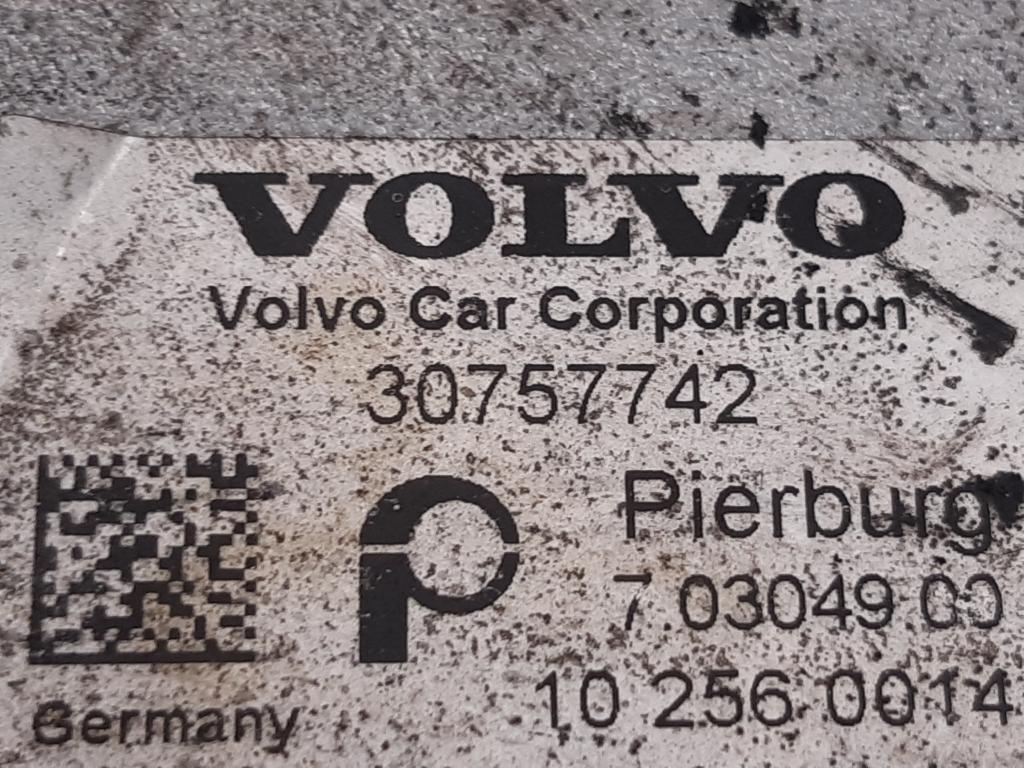 VOLVO
Volvo Car Corporation
30757742
Pierburg
7.03049.00
10 256 0014
Germany